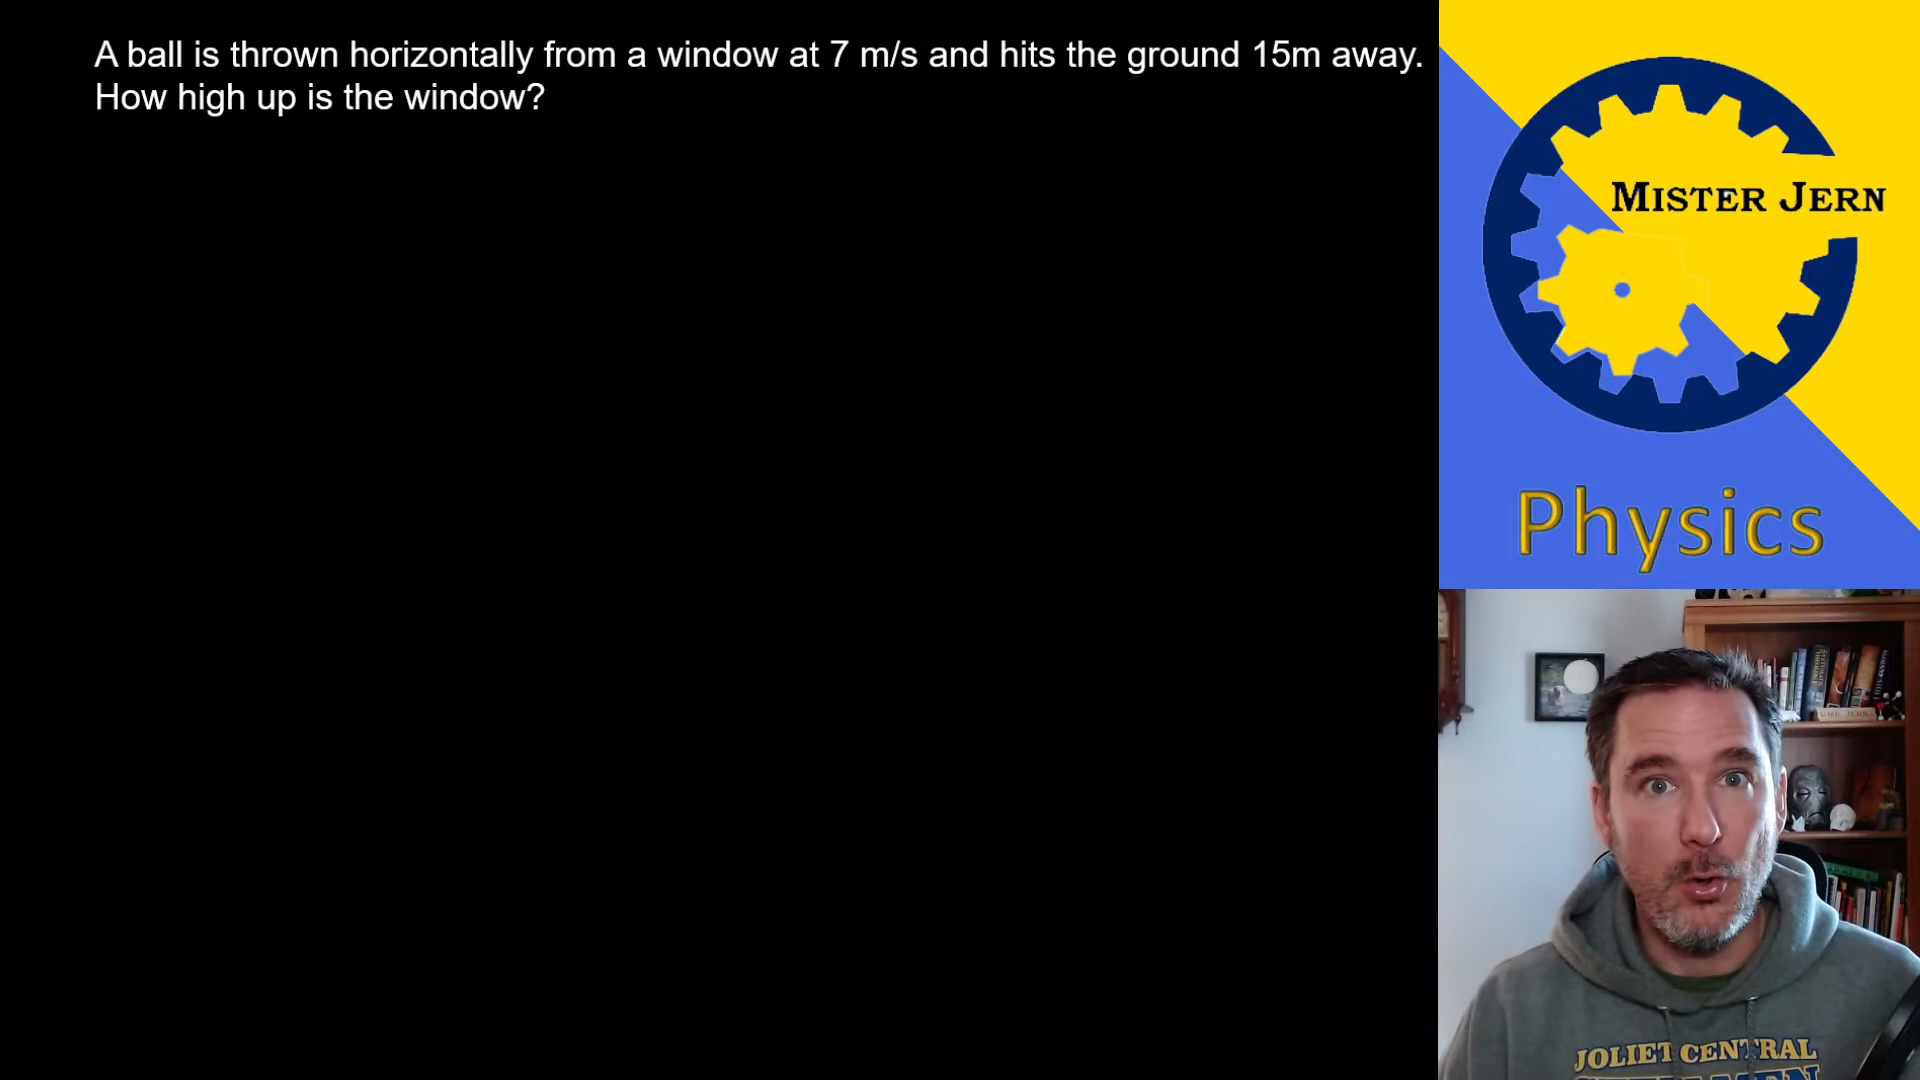 A ball is thrown horizontally from a window at 7 m/s and hits the ground 15m away.
How high up is the window?
MISTER JERN
Physics
JOLIET CENTRAL